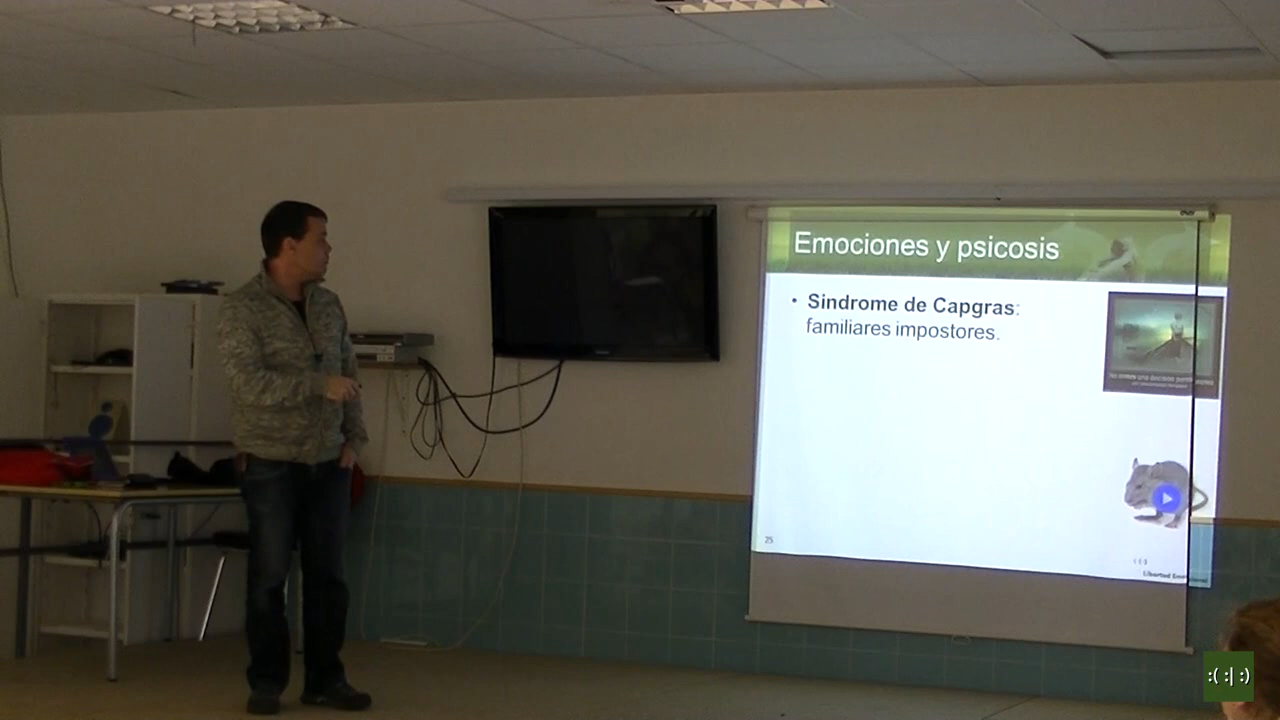 Emociones y psicosis
• Sindrome de Capgras:
familiares impostores.
25
:( :| :)